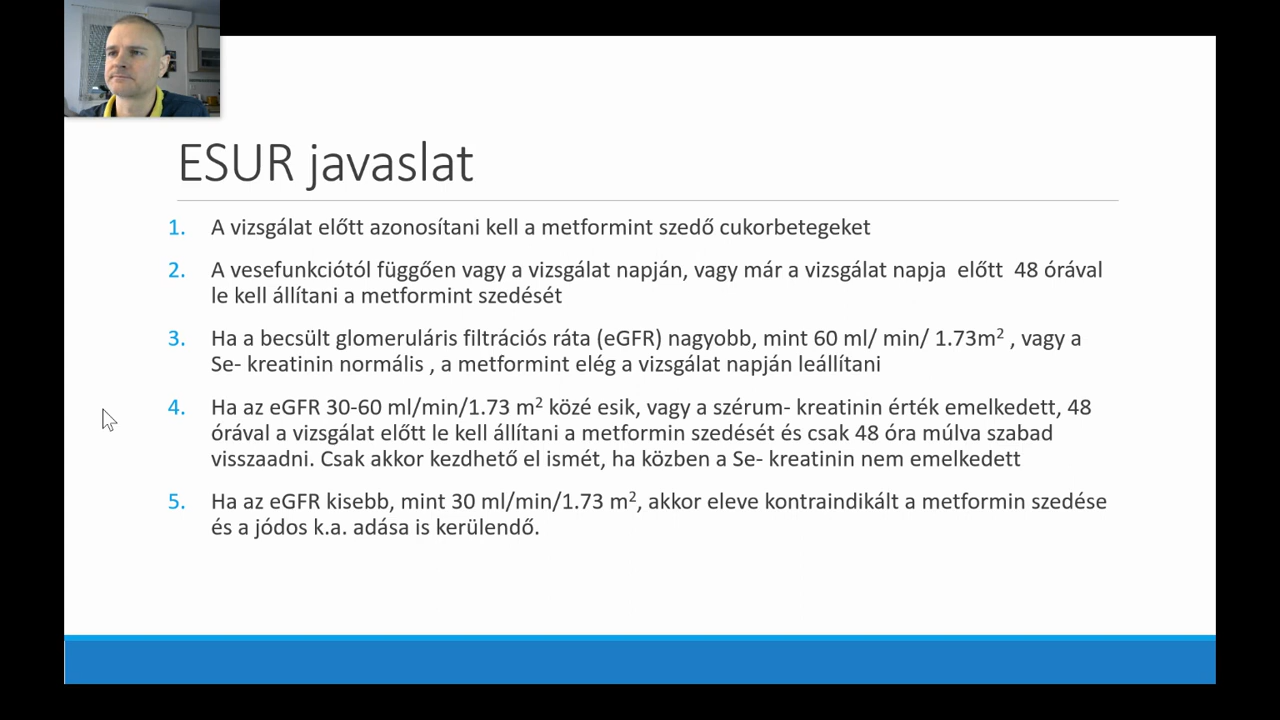 ESUR javaslat
1. A vizsgálat előtt azonosítani kell a metformint szedő cukorbetegeket
2. A vesefunkciótól függően vagy a vizsgálat napján, vagy már a vizsgálat napja  előtt  48 órával
le kell állítani a metformint szedését
3. Ha a becsült glomeruláris filtrációs ráta (eGFR) nagyobb, mint 60 ml/ min/ 1.73m² , vagy a
Se- kreatinin normális , a metformint elég a vizsgálat napján leállítani
4. Ha az eGFR 30-60 ml/min/1.73 m² közé esik, vagy a szérum- kreatinin érték emelkedett, 48
órával a vizsgálat előtt le kell állítani a metformin szedését és csak 48 óra múlva szabad
visszaadni. Csak akkor kezdhető el ismét, ha közben a Se- kreatinin nem emelkedett
5. Ha az eGFR kisebb, mint 30 ml/min/1.73 m², akkor eleve kontraindikált a metformin szedése
és a jódos k.a. adása is kerülendő.